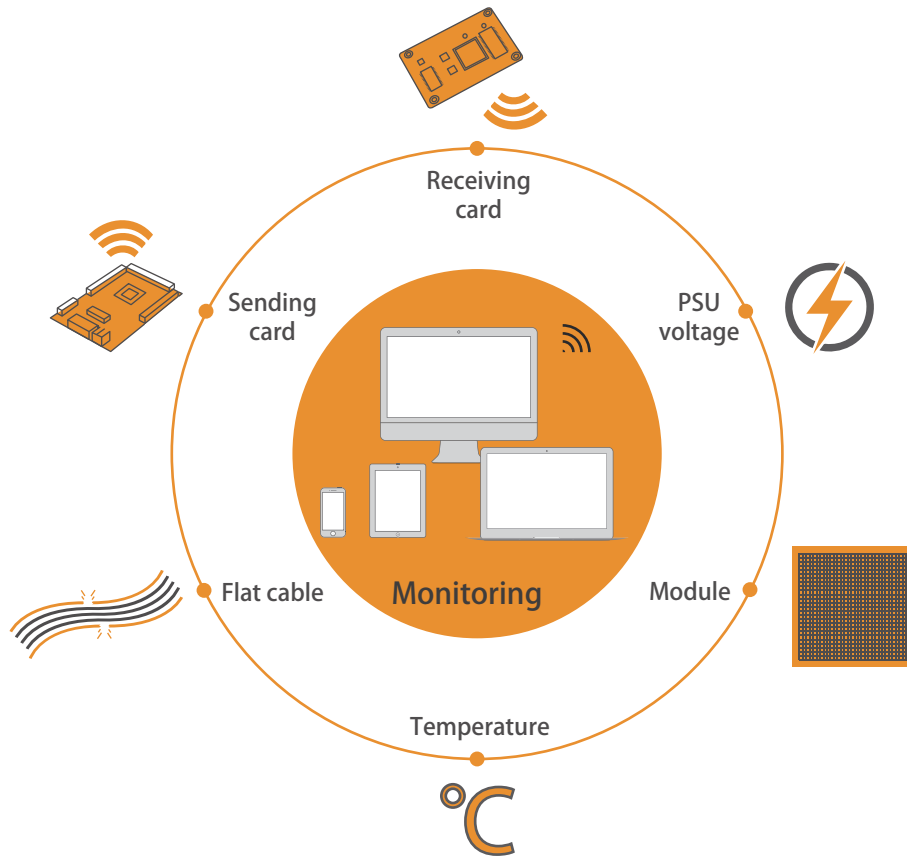 Receiving
card
Sending
card
PSU
voltage
Flat cable
Monitoring
Module
Temperature
°C